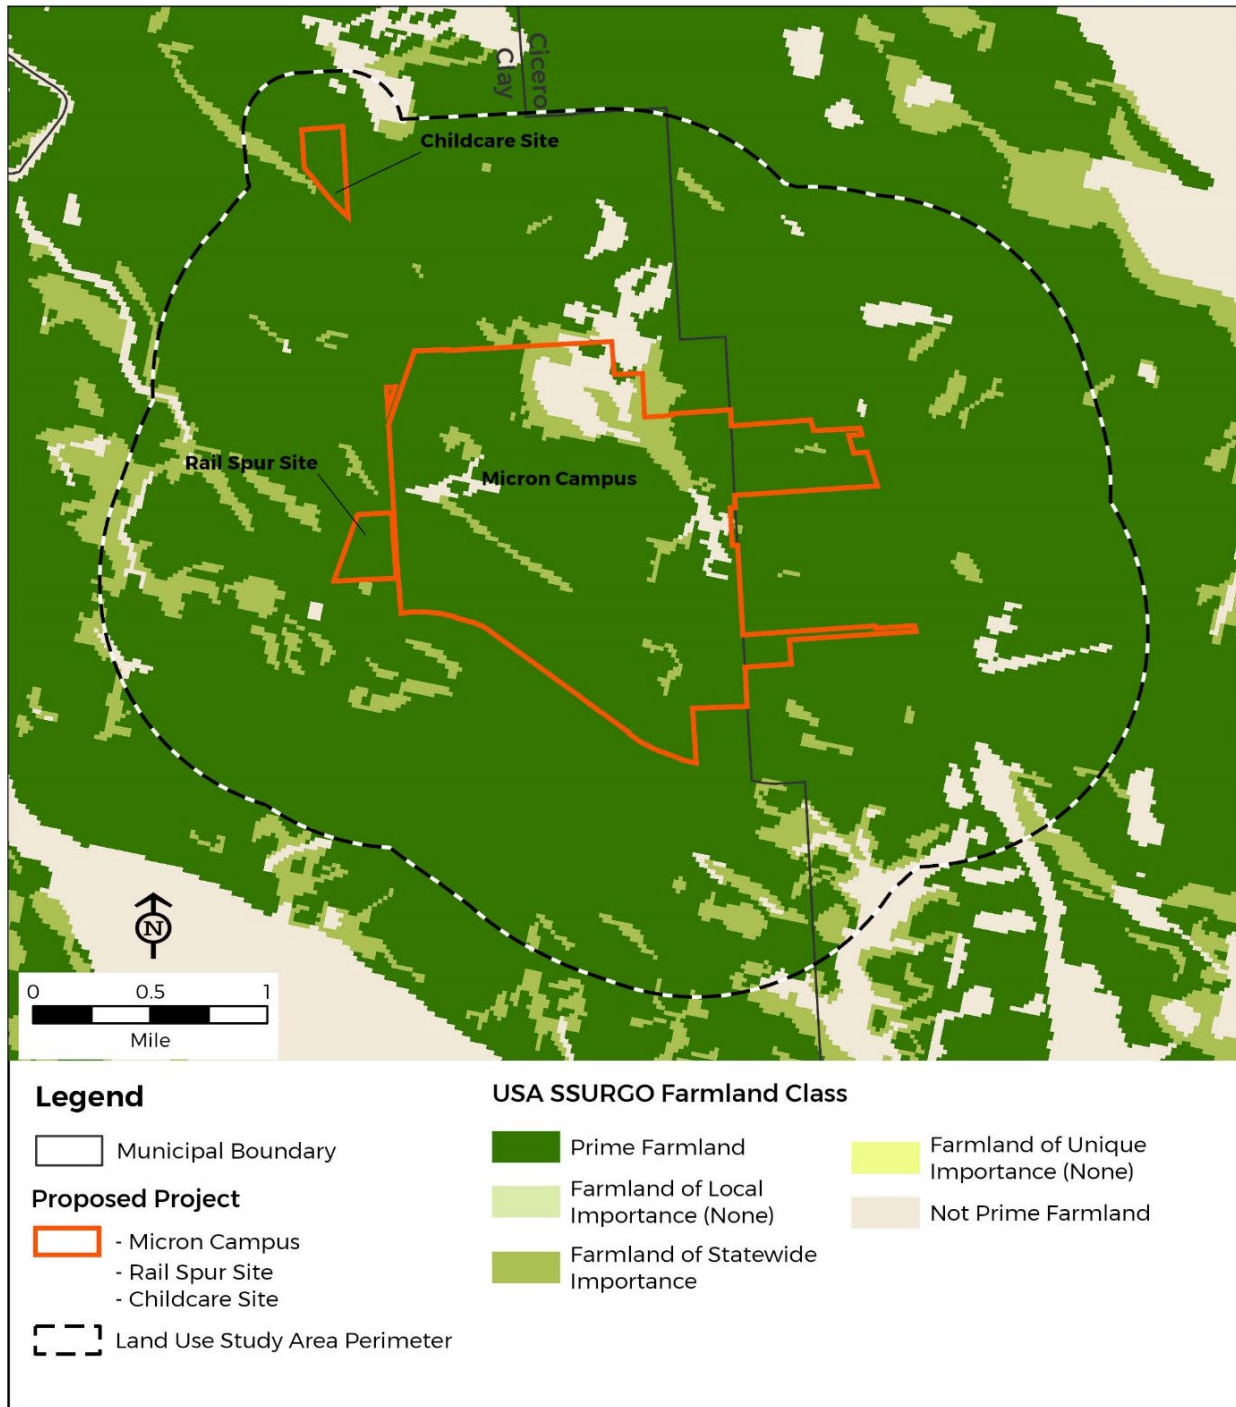 Cicero
Clay
Childcare Site
Rail Spur Site
Micron Campus
N
0 0.5 1
Mile
Legend
Municipal Boundary
Proposed Project
- Micron Campus
- Rail Spur Site
- Childcare Site
Land Use Study Area Perimeter
USA SSURGO Farmland Class
Prime Farmland
Farmland of Local
Importance (None)
Farmland of Statewide
Importance
Farmland of Unique
Importance (None)
Not Prime Farmland